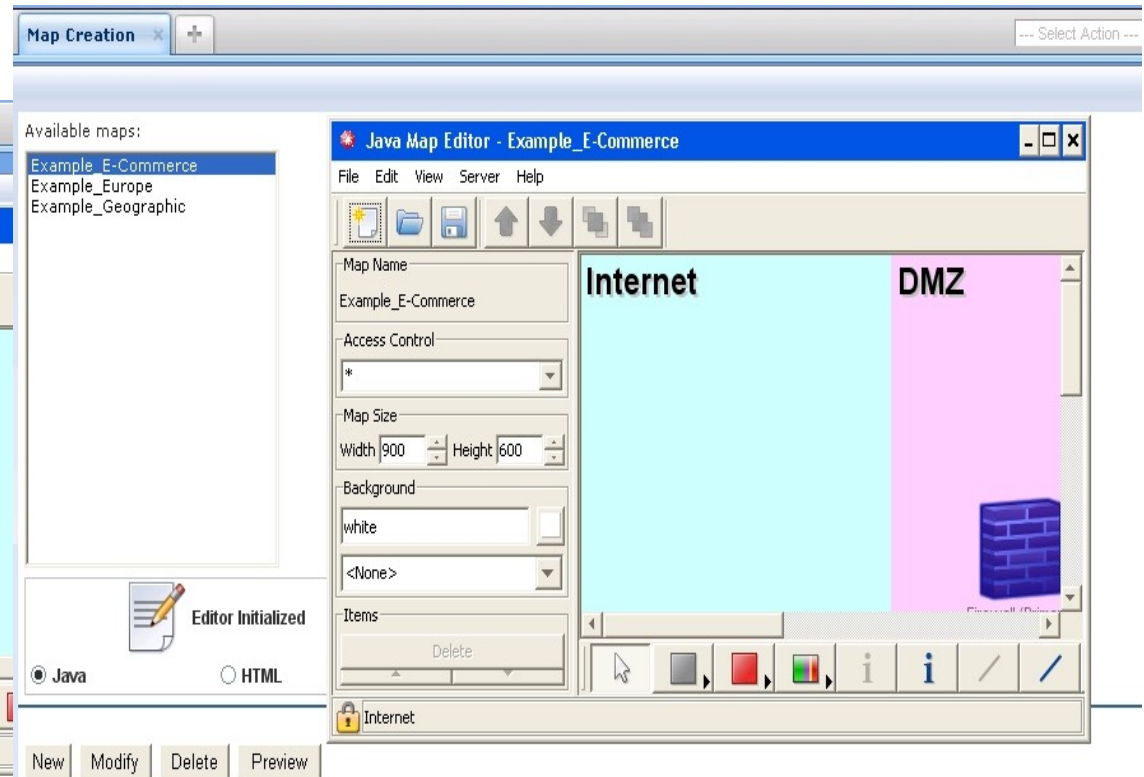 Map Creation
--- Select Action ---
Available maps:
Example_E-Commerce
Example_Europe
Example_Geographic
Editor Initialized
Java
HTML
New
Modify
Delete
Preview
Java Map Editor - Example_E-Commerce
File Edit View Server Help
Map Name
Example_E-Commerce
Access Control
*
Map Size
Width 900 Height 600
Background
white
<None>
Items
Delete
Internet
DMZ
i i
Internet